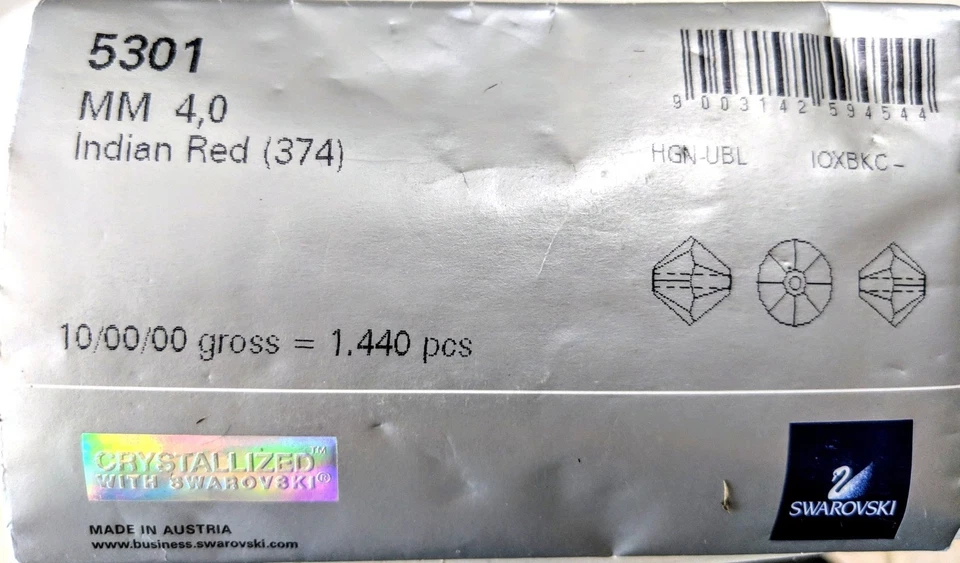 5301
MM 4,0
Indian Red (374)
9 003142 594544
HGN-UBL IOXBKC-
10/00/00 gross = 1.440 pcs
CRYSTALLIZED™
WITH SWAROVSKI®
MADE IN AUSTRIA
www.business.swarovski.com
SWAROVSKI